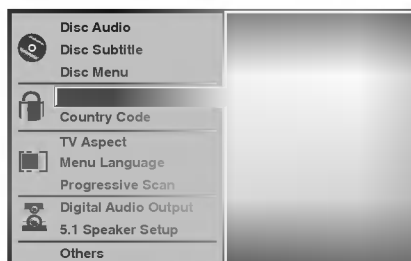 Disc Audio
Disc Subtitle
Disc Menu
Country Code
TV Aspect
Menu Language
Progressive Scan
Digital Audio Output
5.1 Speaker Setup
Others